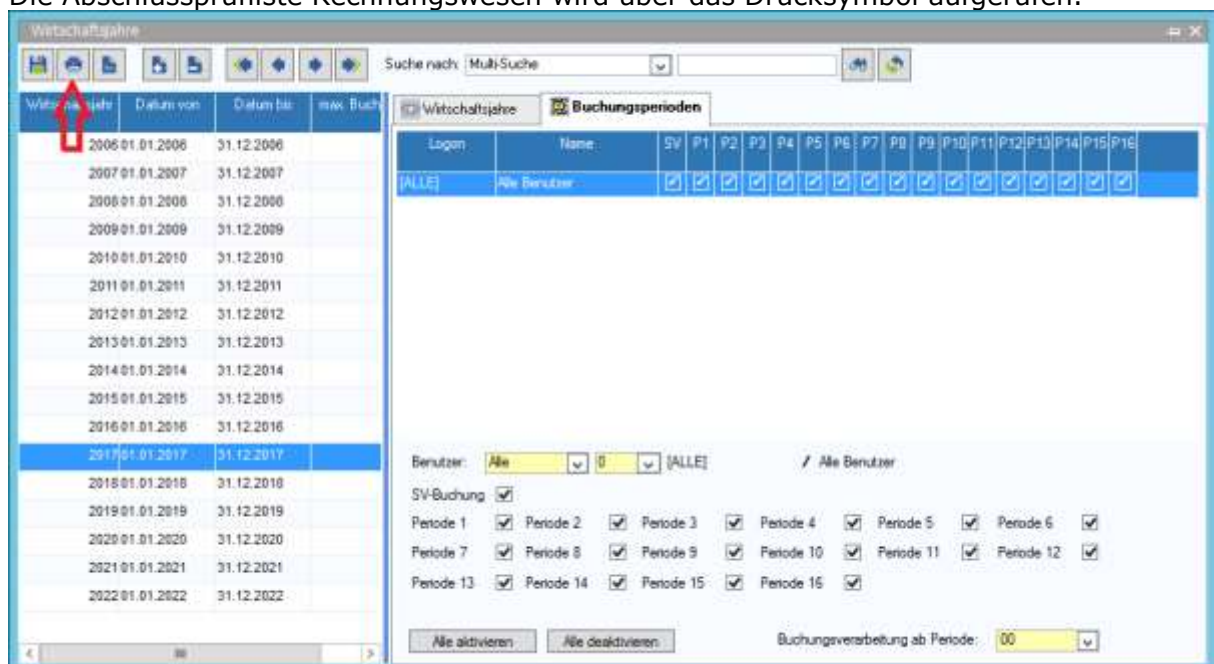 Die Abschlussprüfliste Rechnungswesen wird über das Drucksymbol aufgerufen:
Wirtschaftsjahre
Suche nach: Multi-Suche
Datum von Datum bis max. Buch
Wirtschaftsjahre Buchungsperioden
Logon Name SV P1 P2 P3 P4 P5 P6 P7 P8 P9 P10 P11 P12 P13 P14 P15 P16
[ALLE] Alle Benutzer
2006 01.01.2006 31.12.2006
2007 01.01.2007 31.12.2007
2008 01.01.2008 31.12.2008
2009 01.01.2009 31.12.2009
2010 01.01.2010 31.12.2010
2011 01.01.2011 31.12.2011
2012 01.01.2012 31.12.2012
2013 01.01.2013 31.12.2013
2014 01.01.2014 31.12.2014
2015 01.01.2015 31.12.2015
2016 01.01.2016 31.12.2016
2017 01.01.2017 31.12.2017
2018 01.01.2018 31.12.2018
2019 01.01.2019 31.12.2019
2020 01.01.2020 31.12.2020
2021 01.01.2021 31.12.2021
2022 01.01.2022 31.12.2022
Benutzer: Alle 0 [ALLE] / Alle Benutzer
SV-Buchung
Periode 1 Periode 2 Periode 3 Periode 4 Periode 5 Periode 6
Periode 7 Periode 8 Periode 9 Periode 10 Periode 11 Periode 12
Periode 13 Periode 14 Periode 15 Periode 16
Alle aktivieren Alle deaktivieren Buchungsverarbeitung ab Periode: 00